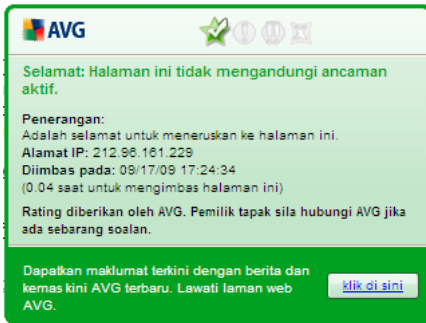 AVG
Selamat: Halaman ini tidak mengandungi ancaman
aktif.
Penerangan:
Adalah selamat untuk meneruskan ke halaman ini.
Alamat IP: 212.96.161.229
Diimbas pada: 09/17/09 17:24:34
(0.04 saat untuk mengimbas halaman ini)
Rating diberikan oleh AVG. Pemilik tapak sila hubungi AVG jika
ada sebarang soalan.
Dapatkan maklumat terkini dengan berita dan
kemas kini AVG terbaru. Lawati laman web
AVG.
klik di sini